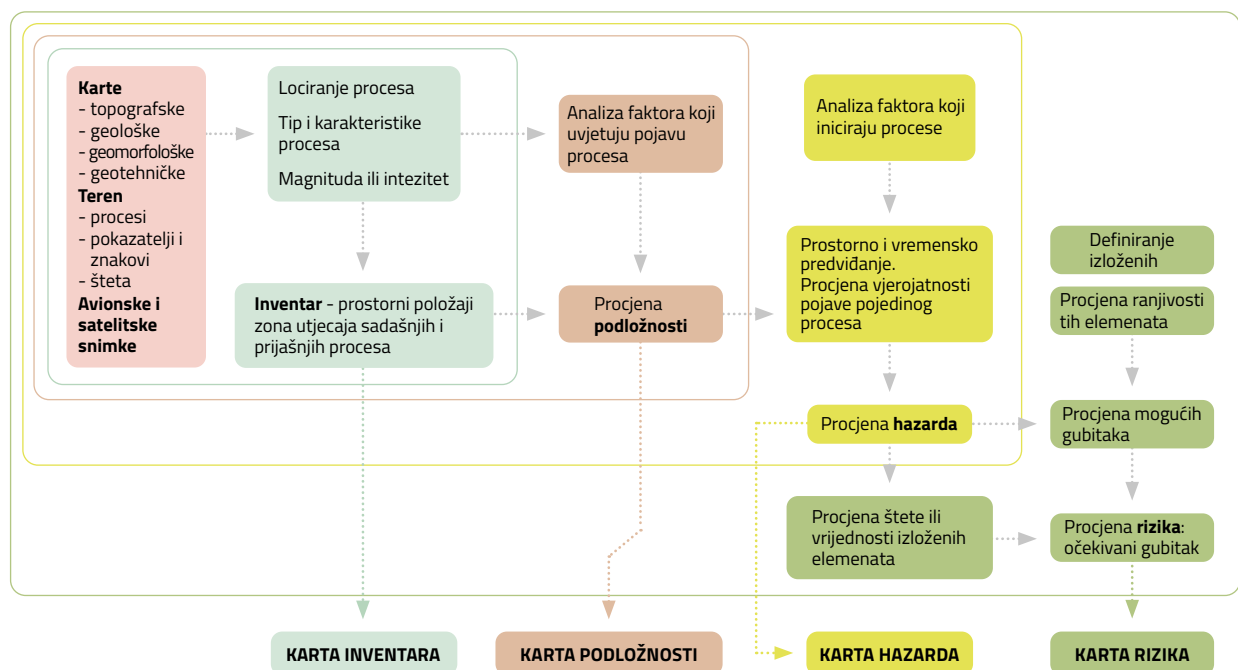 Karte
- topografske
- geološke
- geomorfološke
- geotehničke
Teren
- procesi
- pokazatelji i
znakovi
- šteta
Avionske i
satelitske
snimke
Lociranje procesa
Tip i karakteristike
procesa
Magnituda ili intezitet
Inventar - prostorni položaji
zona utjecaja sadašnjih i
prijašnjih procesa
Analiza faktora koji
uvjetuju pojavu
procesa
Procjena
podložnosti
Analiza faktora koji
iniciraju procese
Prostorno i vremensko
predviđanje.
Procjena vjerojatnosti
pojave pojedinog
procesa
Procjena hazarda
Procjena štete ili
vrijednosti izloženih
elemenata
Definiranje
izloženih
Procjena ranjivosti
tih elemenata
Procjena mogućih
gubitaka
Procjena rizika:
očekivani gubitak
KARTA INVENTARA
KARTA PODLOŽNOSTI
KARTA HAZARDA
KARTA RIZIKA